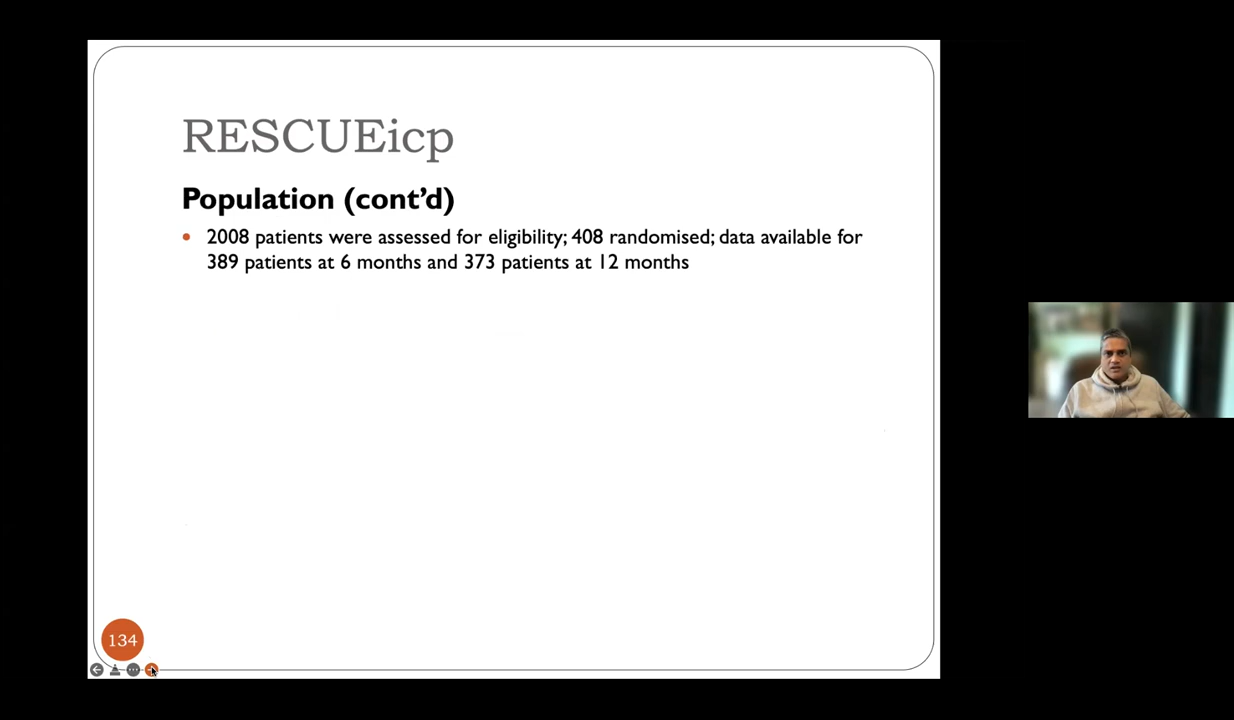 RESCUEicp
Population (cont’d)
2008 patients were assessed for eligibility; 408 randomised; data available for
389 patients at 6 months and 373 patients at 12 months
134